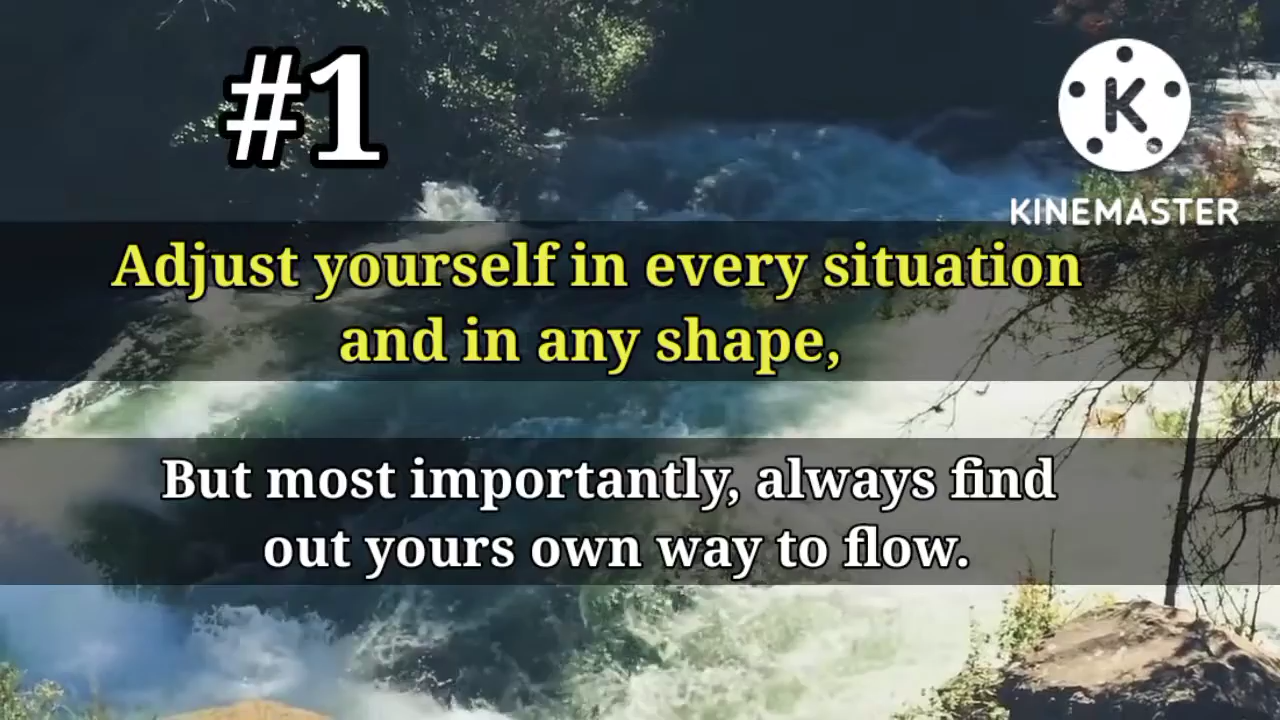 #1
KINEMASTER
Adjust yourself in every situation
and in any shape,
But most importantly, always find
out yours own way to flow.